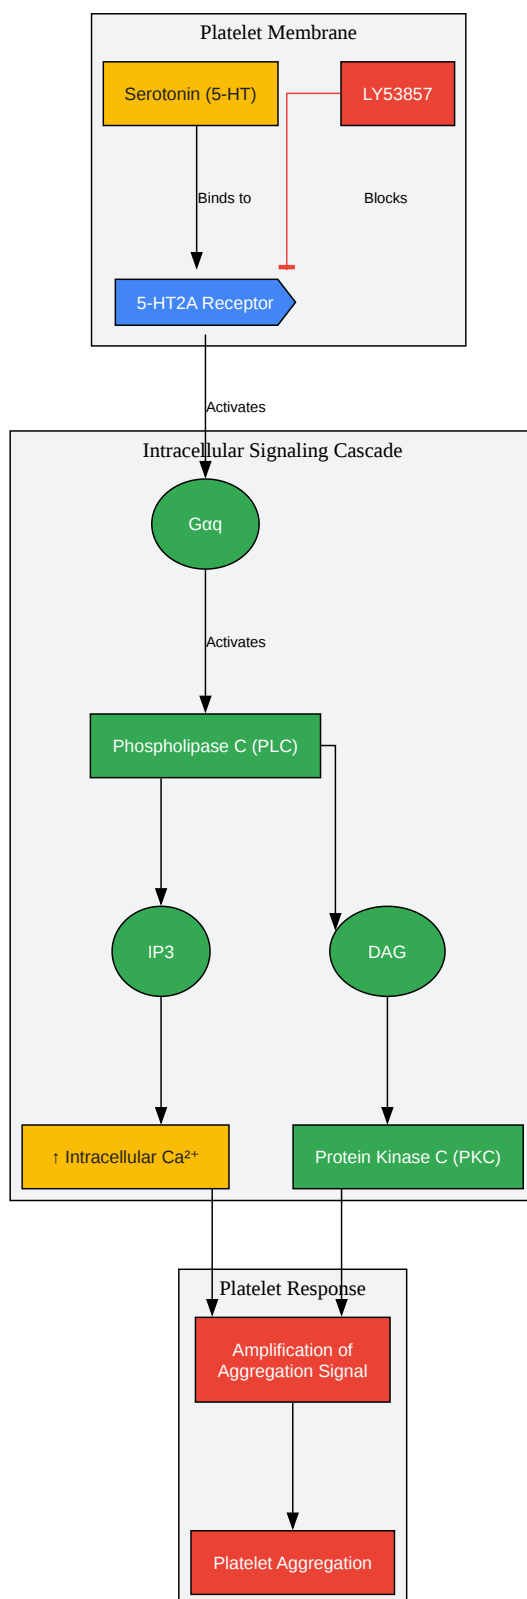 Platelet Membrane
Serotonin (5-HT)
LY53857
Binds to
Blocks
5-HT2A Receptor
Activates
Intracellular Signaling Cascade
Gαq
Activates
Phospholipase C (PLC)
IP3
DAG
↑ Intracellular Ca²⁺
Protein Kinase C (PKC)
Platelet Response
Amplification of
Aggregation Signal
Platelet Aggregation